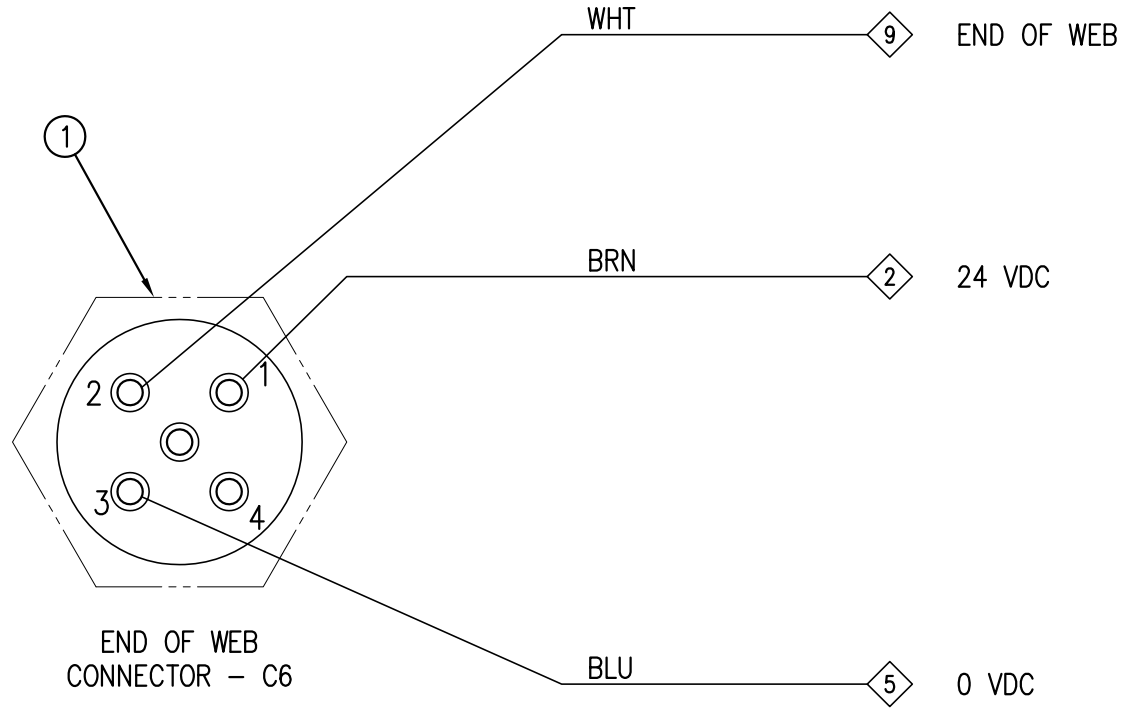 WHT
9 END OF WEB
1
BRN
2 24 VDC
1
2
3
4
END OF WEB
CONNECTOR – C6
BLU
5 0 VDC